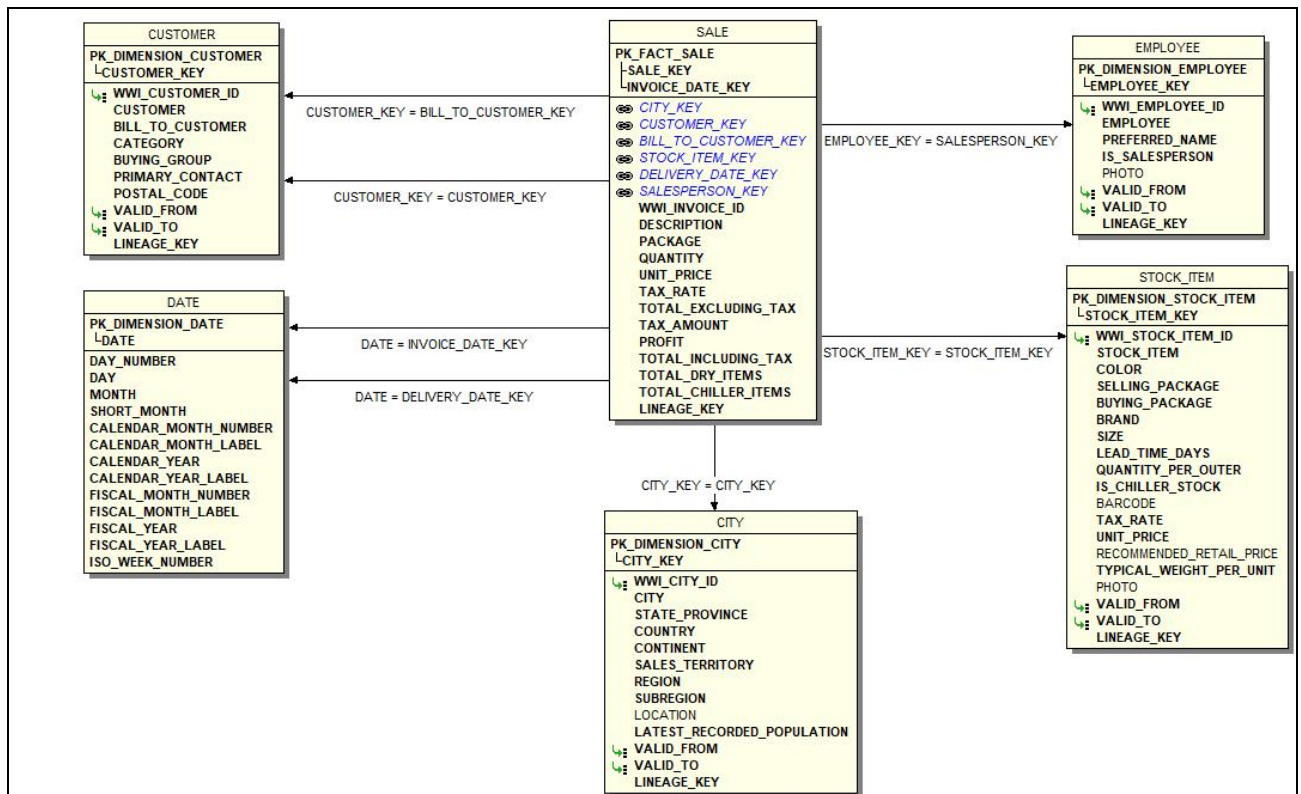 CUSTOMER
PK_DIMENSION_CUSTOMER
CUSTOMER_KEY
WWI_CUSTOMER_ID
CUSTOMER
BILL_TO_CUSTOMER
CATEGORY
BUYING_GROUP
PRIMARY_CONTACT
POSTAL_CODE
VALID_FROM
VALID_TO
LINEAGE_KEY
CUSTOMER_KEY = BILL_TO_CUSTOMER_KEY
CUSTOMER_KEY = CUSTOMER_KEY
SALE
PK_FACT_SALE
SALE_KEY
INVOICE_DATE_KEY
CITY_KEY
CUSTOMER_KEY
BILL_TO_CUSTOMER_KEY
STOCK_ITEM_KEY
DELIVERY_DATE_KEY
SALESPERSON_KEY
WWI_INVOICE_ID
DESCRIPTION
PACKAGE
QUANTITY
UNIT_PRICE
TAX_RATE
TOTAL_EXCLUDING_TAX
TAX_AMOUNT
PROFIT
TOTAL_INCLUDING_TAX
TOTAL_DRY_ITEMS
TOTAL_CHILLER_ITEMS
LINEAGE_KEY
EMPLOYEE_KEY = SALESPERSON_KEY
EMPLOYEE
PK_DIMENSION_EMPLOYEE
EMPLOYEE_KEY
WWI_EMPLOYEE_ID
EMPLOYEE
PREFERRED_NAME
IS_SALESPERSON
PHOTO
VALID_FROM
VALID_TO
LINEAGE_KEY
DATE
PK_DIMENSION_DATE
DATE
DAY_NUMBER
DAY
MONTH
SHORT_MONTH
CALENDAR_MONTH_NUMBER
CALENDAR_MONTH_LABEL
CALENDAR_YEAR
CALENDAR_YEAR_LABEL
FISCAL_MONTH_NUMBER
FISCAL_MONTH_LABEL
FISCAL_YEAR
FISCAL_YEAR_LABEL
ISO_WEEK_NUMBER
DATE = INVOICE_DATE_KEY
DATE = DELIVERY_DATE_KEY
STOCK_ITEM_KEY = STOCK_ITEM_KEY
STOCK_ITEM
PK_DIMENSION_STOCK_ITEM
STOCK_ITEM_KEY
WWI_STOCK_ITEM_ID
STOCK_ITEM
COLOR
SELLING_PACKAGE
BUYING_PACKAGE
BRAND
SIZE
LEAD_TIME_DAYS
QUANTITY_PER_OUTER
IS_CHILLER_STOCK
BARCODE
TAX_RATE
UNIT_PRICE
RECOMMENDED_RETAIL_PRICE
TYPICAL_WEIGHT_PER_UNIT
PHOTO
VALID_FROM
VALID_TO
LINEAGE_KEY
CITY_KEY = CITY_KEY
CITY
PK_DIMENSION_CITY
CITY_KEY
WWI_CITY_ID
CITY
STATE_PROVINCE
COUNTRY
CONTINENT
SALES_TERRITORY
REGION
SUBREGION
LOCATION
LATEST_RECORDED_POPULATION
VALID_FROM
VALID_TO
LINEAGE_KEY